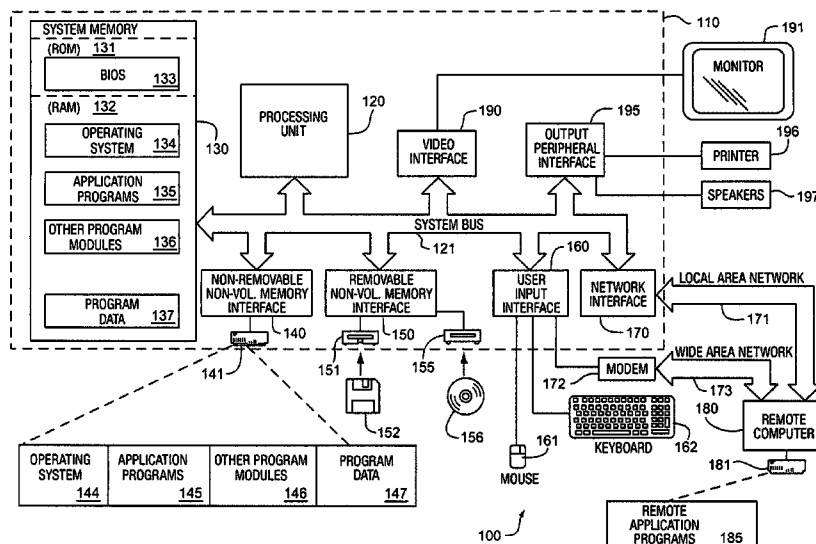 SYSTEM MEMORY
(ROM) 131
BIOS 133
(RAM) 132
OPERATING SYSTEM 134
APPLICATION PROGRAMS 135
OTHER PROGRAM MODULES 136
PROGRAM DATA 137
130
PROCESSING UNIT
120
VIDEO INTERFACE
190
OUTPUT PERIPHERAL INTERFACE
195
110
MONITOR
191
PRINTER
196
SPEAKERS
197
SYSTEM BUS
121
NON-REMOVABLE NON-VOL. MEMORY INTERFACE
140
REMOVABLE NON-VOL. MEMORY INTERFACE
150
USER INPUT INTERFACE
160
NETWORK INTERFACE
170
LOCAL AREA NETWORK
171
141
151
152
155
156
MODEM
172
WIDE AREA NETWORK
173
180
REMOTE COMPUTER
181
MOUSE
161
KEYBOARD
162
OPERATING SYSTEM 144
APPLICATION PROGRAMS 145
OTHER PROGRAM MODULES 146
PROGRAM DATA 147
100
REMOTE APPLICATION PROGRAMS 185